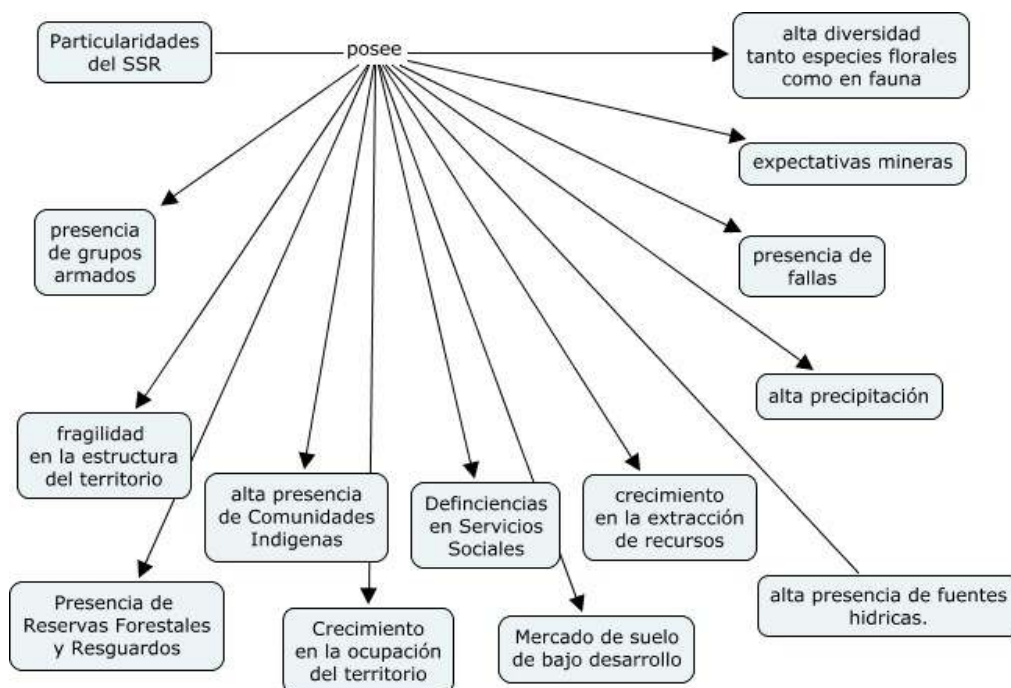 Particularidades
del SSR
posee
alta diversidad
tanto especies florales
como en fauna
expectativas mineras
presencia
de grupos
armados
presencia de
fallas
alta precipitación
fragilidad
en la estructura
del territorio
alta presencia
de Comunidades
Indigenas
Definciencias
en Servicios
Sociales
crecimiento
en la extracción
de recursos
Presencia de
Reservas Forestales
y Resguardos
Crecimiento
en la ocupación
del territorio
Mercado de suelo
de bajo desarrollo
alta presencia de fuentes
hidricas.